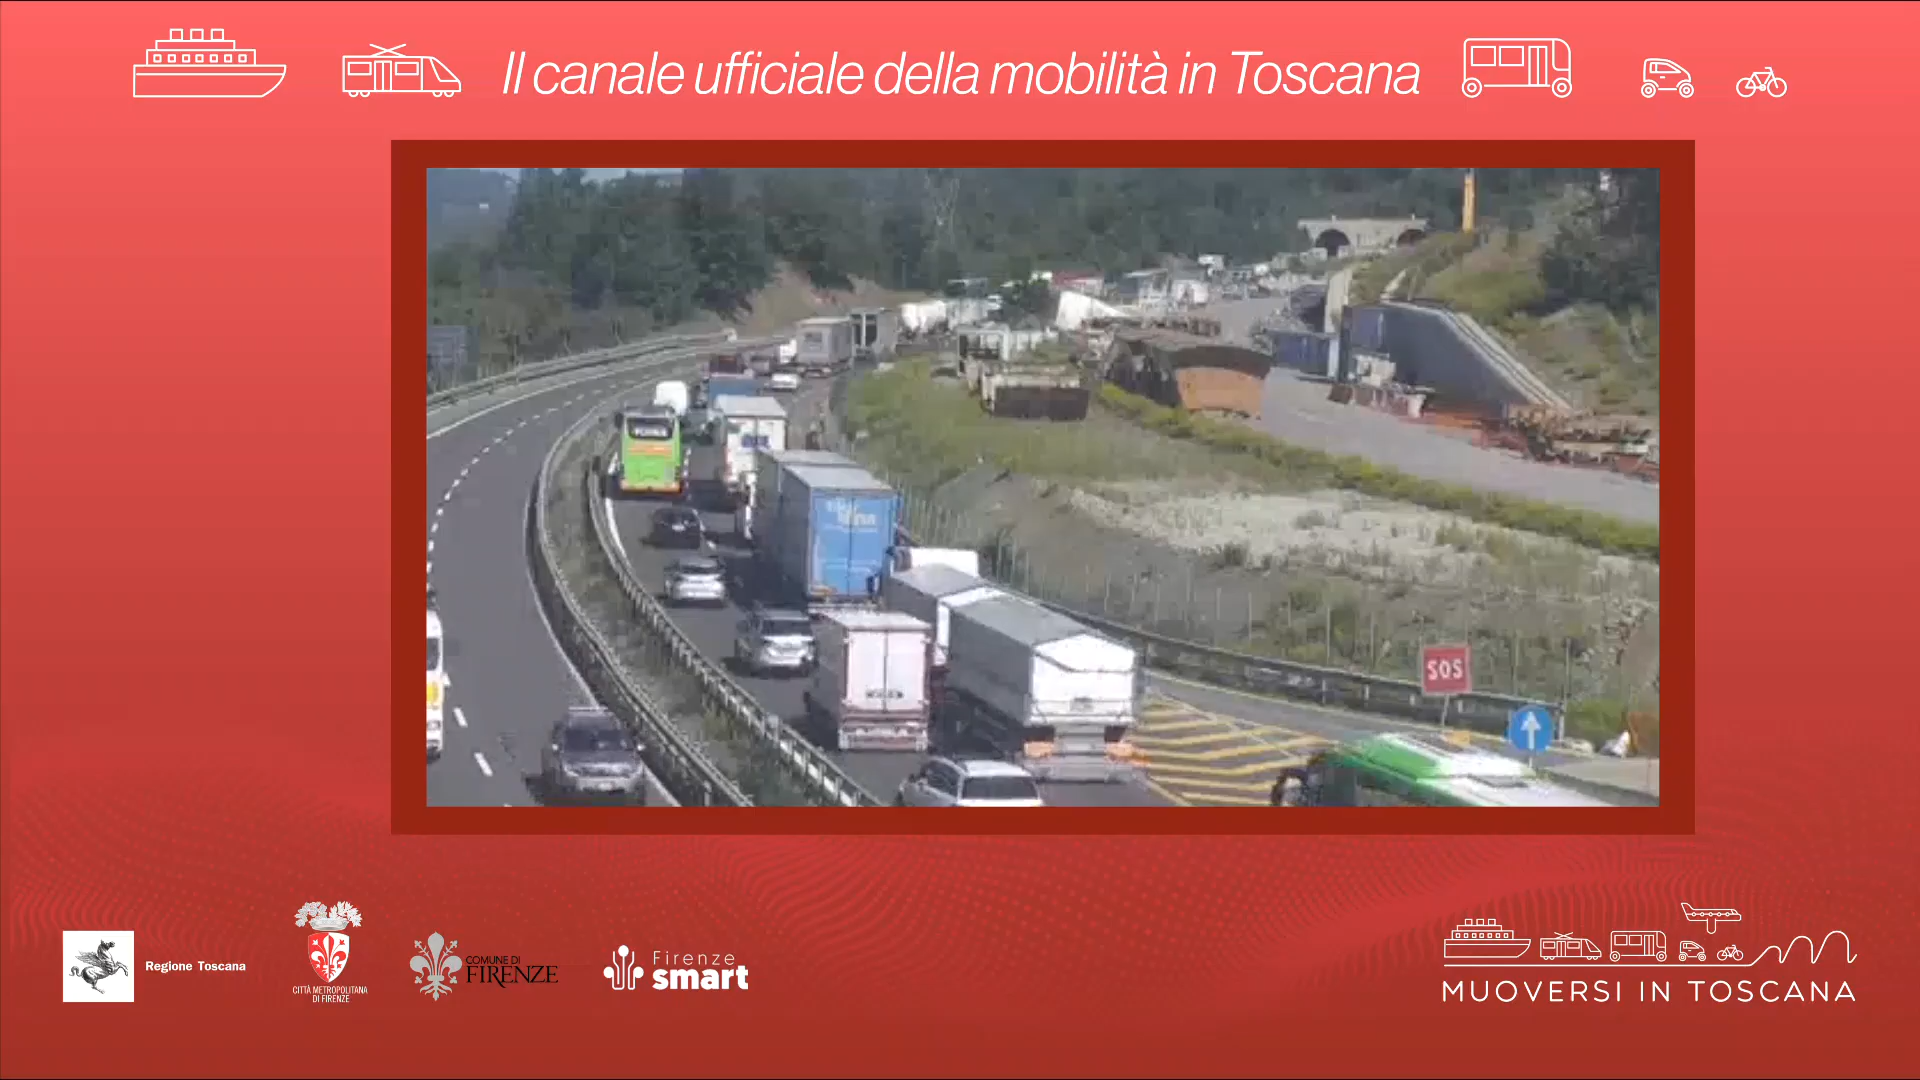 Il canale ufficiale della mobilità in Toscana
SOS
Regione Toscana
CITTÀ METROPOLITANA
DI FIRENZE
COMUNE DI
FIRENZE
Firenze
smart
MUOVERSI IN TOSCANA